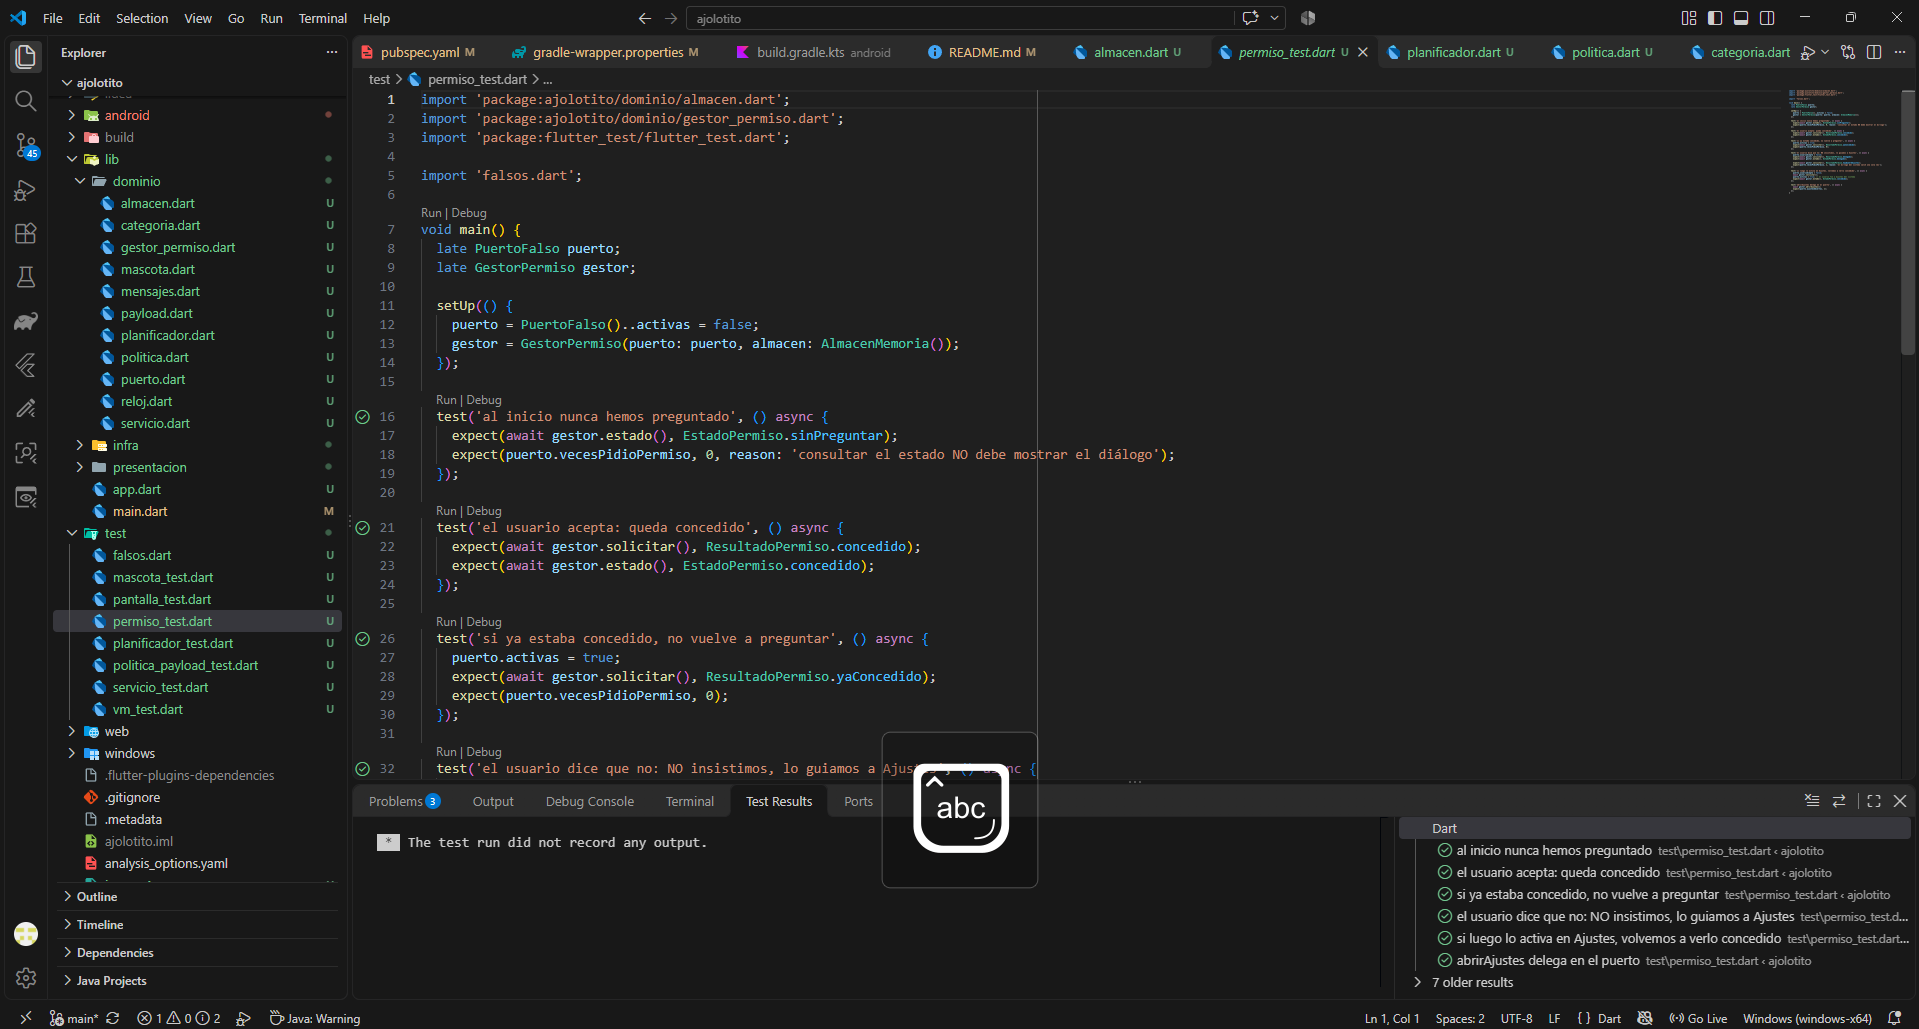 File Edit Selection View Go Run Terminal Help
ajolotito
Explorer
pubspec.yaml M
gradle-wrapper.properties M
build.gradle.kts android
README.md M
almacen.dart U
permiso_test.dart U
planificador.dart U
politica.dart U
categoria.dart
test > permiso_test.dart > ...
ajolotito
android
build
lib
dominio
almacen.dart U
categoria.dart U
gestor_permiso.dart U
mascota.dart U
mensajes.dart U
payload.dart U
planificador.dart U
politica.dart U
puerto.dart U
reloj.dart U
servicio.dart U
infra
presentacion
app.dart U
main.dart M
test
falsos.dart U
mascota_test.dart U
pantalla_test.dart U
permiso_test.dart U
planificador_test.dart U
politica_payload_test.dart U
servicio_test.dart U
vm_test.dart U
web
windows
.flutter-plugins-dependencies
.gitignore
.metadata
ajolotito.iml
analysis_options.yaml
Outline
Timeline
Dependencies
Java Projects
45
1 import 'package:ajolotito/dominio/almacen.dart';
2 import 'package:ajolotito/dominio/gestor_permiso.dart';
3 import 'package:flutter_test/flutter_test.dart';
4
5 import 'falsos.dart';
6
Run | Debug
7 void main() {
8 late PuertoFalso puerto;
9 late GestorPermiso gestor;
10
11 setUp(() {
12 puerto = PuertoFalso()..activas = false;
13 gestor = GestorPermiso(puerto: puerto, almacen: AlmacenMemoria());
14 });
15
Run | Debug
16 test('al inicio nunca hemos preguntado', () async {
17 expect(await gestor.estado(), EstadoPermiso.sinPreguntar);
18 expect(puerto.vecesPidioPermiso, 0, reason: 'consultar el estado NO debe mostrar el diálogo');
19 });
20
Run | Debug
21 test('el usuario acepta: queda concedido', () async {
22 expect(await gestor.solicitar(), ResultadoPermiso.concedido);
23 expect(await gestor.estado(), EstadoPermiso.concedido);
24 });
25
Run | Debug
26 test('si ya estaba concedido, no vuelve a preguntar', () async {
27 puerto.activas = true;
28 expect(await gestor.solicitar(), ResultadoPermiso.yaConcedido);
29 expect(puerto.vecesPidioPermiso, 0);
30 });
31
Run | Debug
32 test('el usuario dice que no: NO insistimos, lo guiamos a Ajustes', () async {
abc
Problems 3 Output Debug Console Terminal Test Results Ports
* The test run did not record any output.
Dart
al inicio nunca hemos preguntado test\permiso_test.dart ‹ ajolotito
el usuario acepta: queda concedido test\permiso_test.dart ‹ ajolotito
si ya estaba concedido, no vuelve a preguntar test\permiso_test.dart ‹ ajolotito
el usuario dice que no: NO insistimos, lo guiamos a Ajustes test\permiso_test.d...
si luego lo activa en Ajustes, volvemos a verlo concedido test\permiso_test.dart...
abrirAjustes delega en el puerto test\permiso_test.dart ‹ ajolotito
7 older results
main* 1 0 2 Java: Warning
Ln 1, Col 1 Spaces: 2 UTF-8 LF { } Dart Go Live Windows (windows-x64)